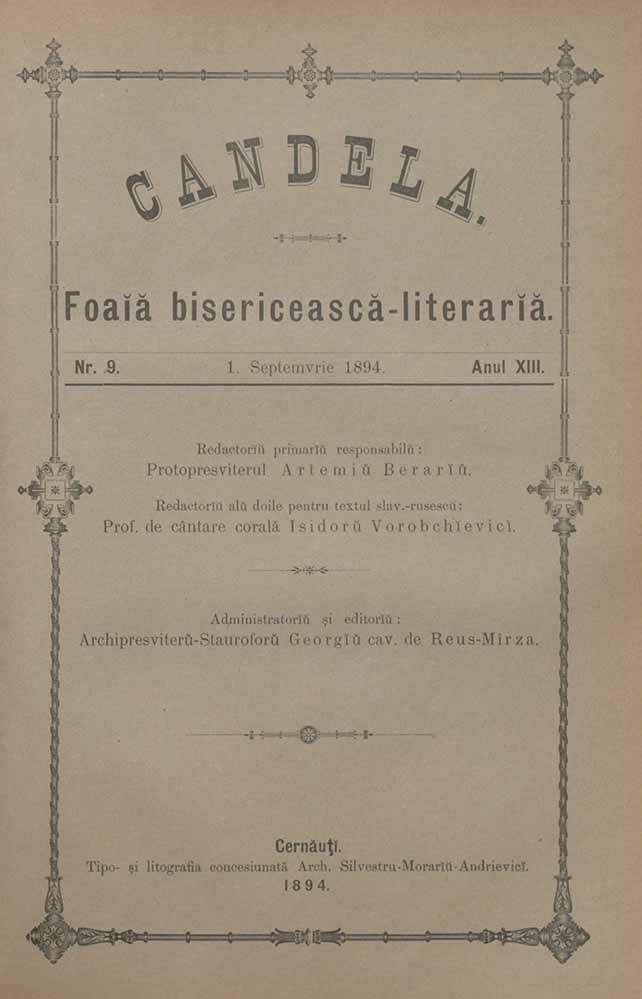 CANDELA.
Foaĭă bisericească-literarĭă.
Nr. 9. 1. Septemvrie 1894. Anul XIII.
Redactorĭŭ primarĭŭ responsabilŭ:
Protopresviterul Artemiŭ Berarĭŭ.
Redactorĭŭ alŭ doile pentru textul slav.-rusescŭ:
Prof. de cântare corală Isidorŭ Vorobchĭevicĭ.
Administratorĭŭ și editorĭŭ:
Archipresviterŭ-Stauroforŭ Georgĭŭ cav. de Reus-Mîrza.
Cernăuțĭ.
Tipo- și litografia concesiunată Arch. Silvestru-Morarĭŭ-Andrievicĭ.
1894.